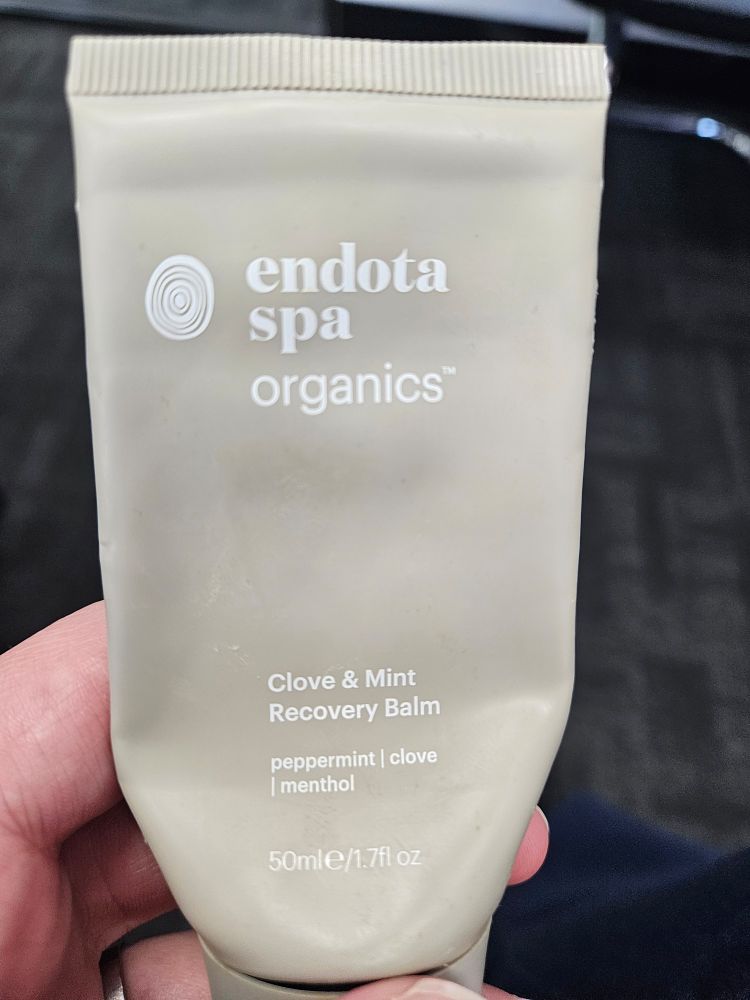 endota
spa
organics™
Clove & Mint
Recovery Balm
peppermint | clove
| menthol
50ml℮/1.7fl oz